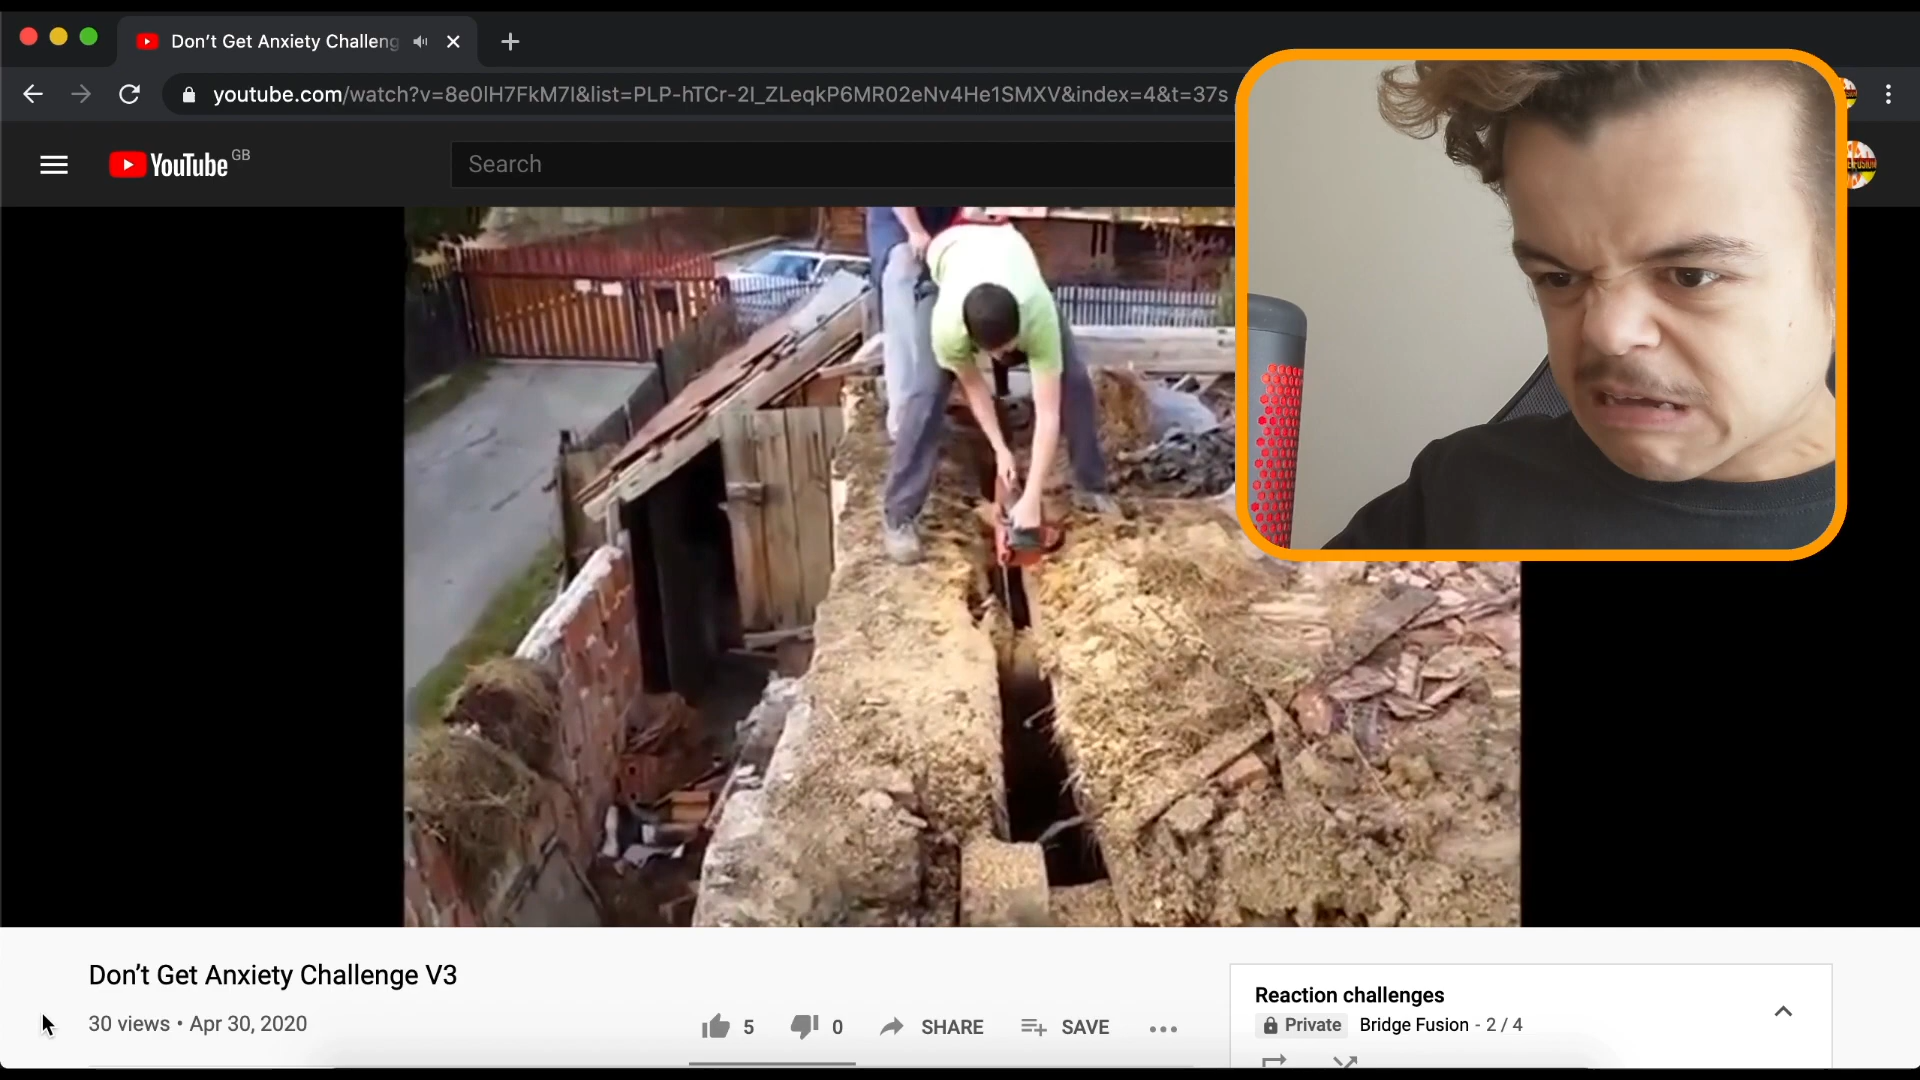 Don't Get Anxiety Challeng
youtube.com/watch?v=8e0lH7FkM7I&list=PLP-hTCr-2I_ZLeqkP6MR02eNv4He1SMXV&index=4&t=37s
YouTube GB
Search
Don't Get Anxiety Challenge V3
30 views • Apr 30, 2020
5
0
SHARE
SAVE
Reaction challenges
Private
Bridge Fusion - 2 / 4